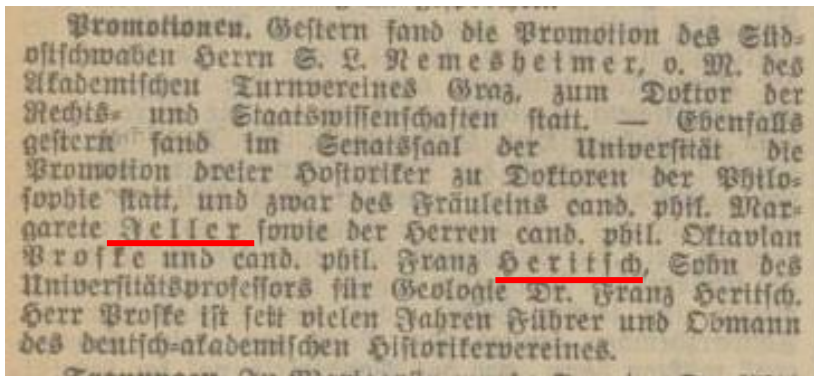 Promotionen. Gestern fand die Promotion des Süd-
ostschwaben Herrn S. L. Nemesheimer, o. M. des
Akademischen Turnvereines Graz, zum Doktor der
Rechts- und Staatswissenschaften statt. — Ebenfalls
gestern fand im Senatssaal der Universität die
Promotion dreier Hostoriker zu Doktoren der Philo-
sophie statt, und zwar des Fräuleins cand. phil. Mar-
garete Jeller sowie der Herren cand. phil. Oktavian
Proske und cand. phil. Franz Heritsch, Sohn des
Universitätsprofessors für Geologie Dr. Franz Heritsch.
Herr Proske ist seit vielen Jahren Führer und Obmann
des deutsch-akademischen Historikervereines.